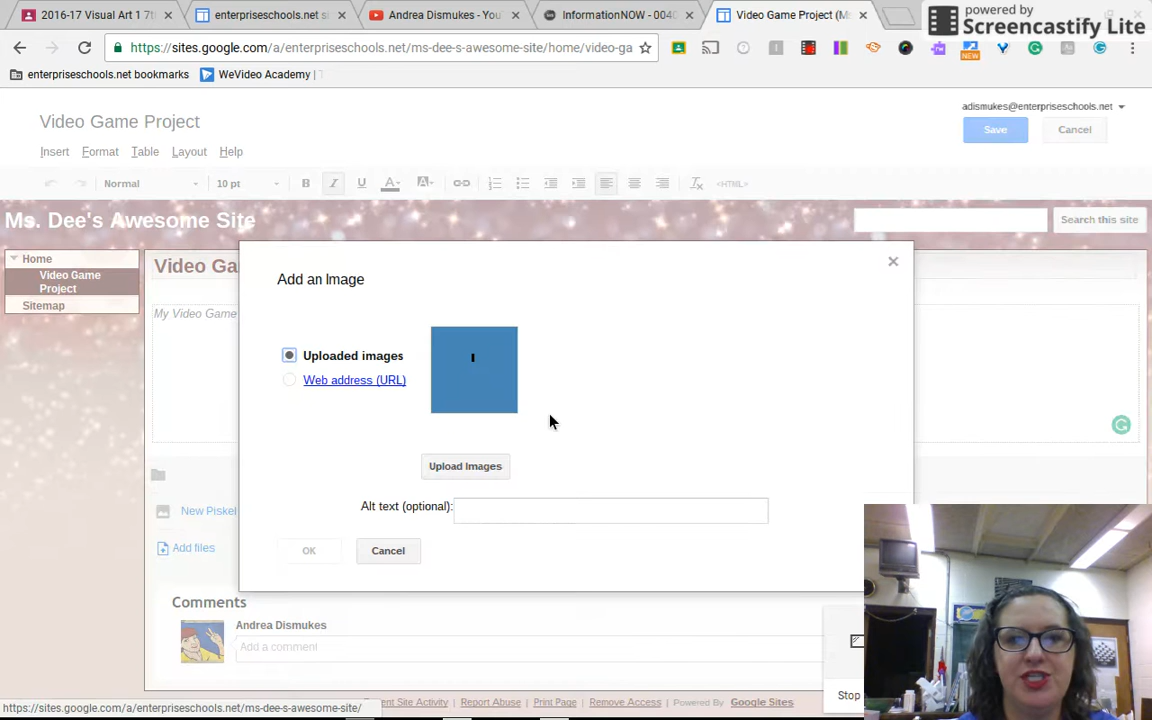 2016-17 Visual Art 1 7th
enterpriseschools.net si
Andrea Dismukes - You
InformationNOW - 0040
Video Game Project (Ms
powered by
Screencastify Lite
https://sites.google.com/a/enterpriseschools.net/ms-dee-s-awesome-site/home/video-ga
NEW
enterpriseschools.net bookmarks
WeVideo Academy |
adismukes@enterpriseschools.net
Video Game Project
Save
Cancel
Insert Format Table Layout Help
Normal 10 pt B I U A <HTML>
Ms. Dee's Awesome Site
Search this site
Home
Video Game
Project
Sitemap
Video Ga
My Video Game
Add an Image
Uploaded images
Web address (URL)
Upload Images
Alt text (optional):
OK
Cancel
New Piskel
Add files
Comments
Andrea Dismukes
Add a comment
Stop
https://sites.google.com/a/enterpriseschools.net/ms-dee-s-awesome-site/
ent Site Activity | Report Abuse | Print Page | Remove Access | Powered By Google Sites